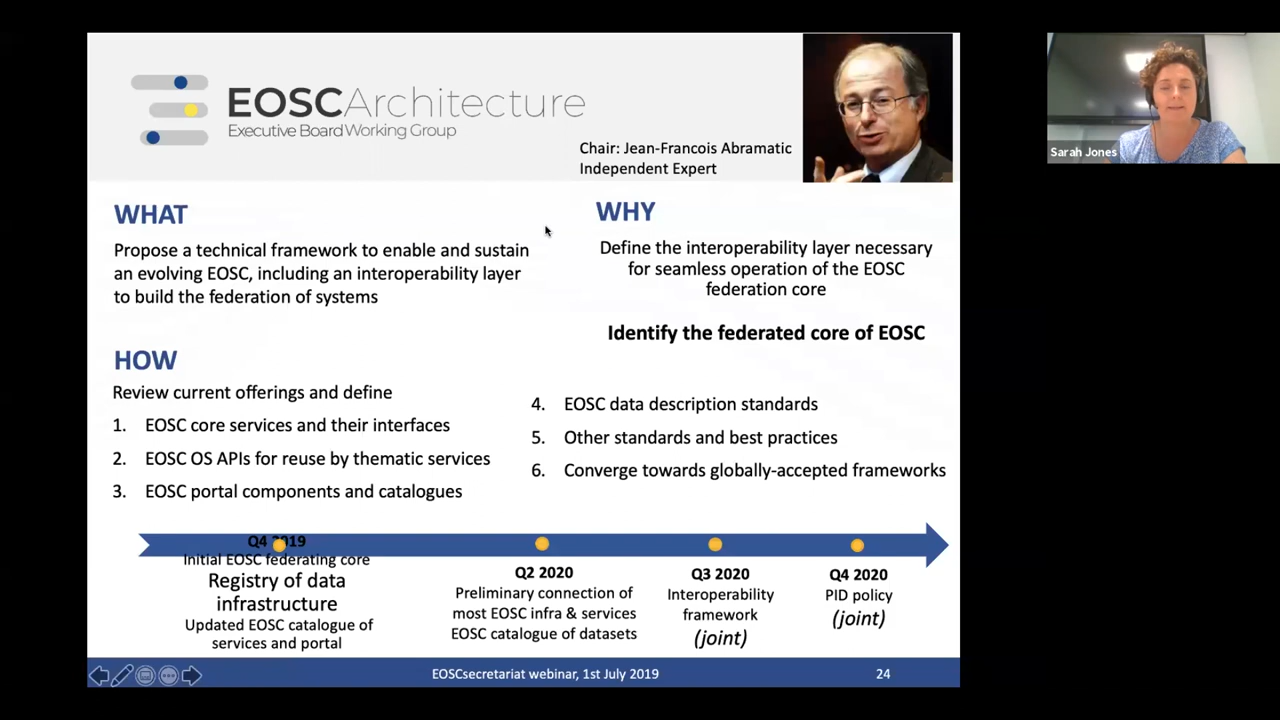 EOSCArchitecture
Executive Board Working Group
Chair: Jean-Francois Abramatic
Independent Expert
Sarah Jones
WHAT
Propose a technical framework to enable and sustain
an evolving EOSC, including an interoperability layer
to build the federation of systems
WHY
Define the interoperability layer necessary
for seamless operation of the EOSC
federation core
Identify the federated core of EOSC
HOW
Review current offerings and define
1. EOSC core services and their interfaces
2. EOSC OS APIs for reuse by thematic services
3. EOSC portal components and catalogues
4. EOSC data description standards
5. Other standards and best practices
6. Converge towards globally-accepted frameworks
Q4 2019
Initial EOSC federating core
Registry of data
infrastructure
Updated EOSC catalogue of
services and portal
Q2 2020
Preliminary connection of
most EOSC infra & services
EOSC catalogue of datasets
Q3 2020
Interoperability
framework
(joint)
Q4 2020
PID policy
(joint)
EOSCsecretariat webinar, 1st July 2019
24